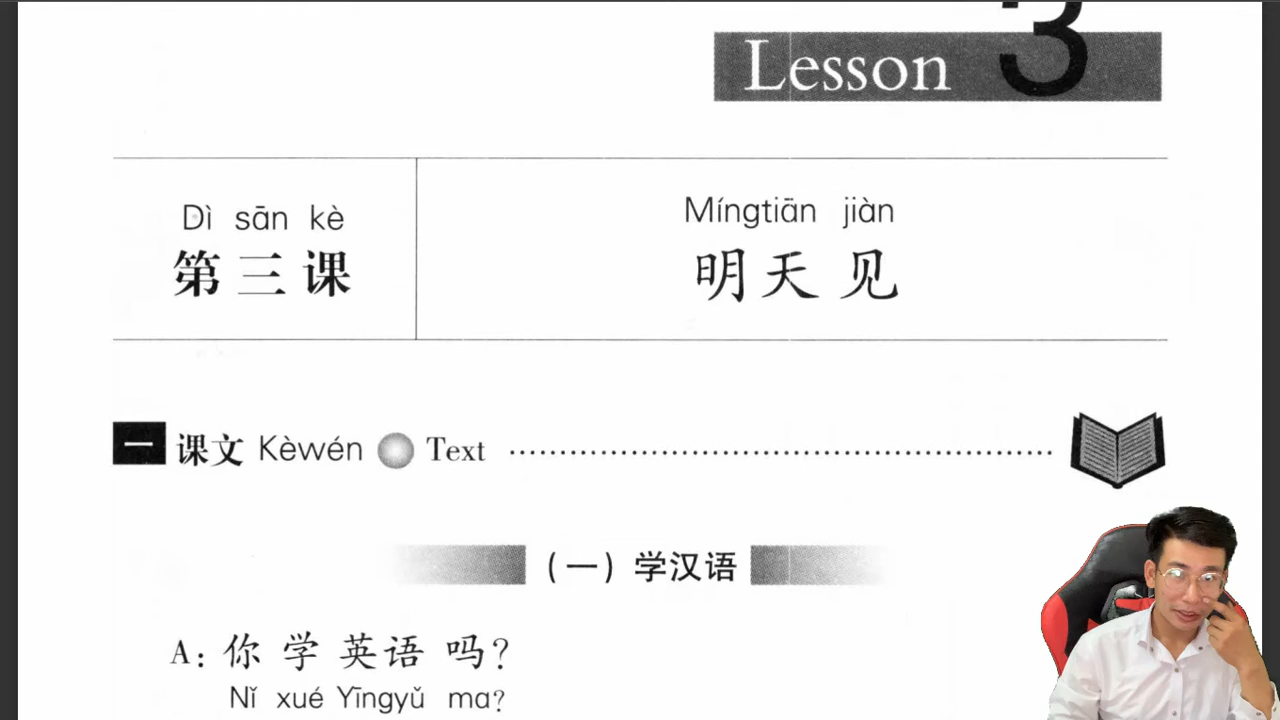 Lesson 3
Dì sān kè
第三课
Míngtiān jiàn
明天见
一 课文 Kèwén Text
（一）学汉语
A: 你学英语吗?
Nǐ xué Yīngyǔ ma?